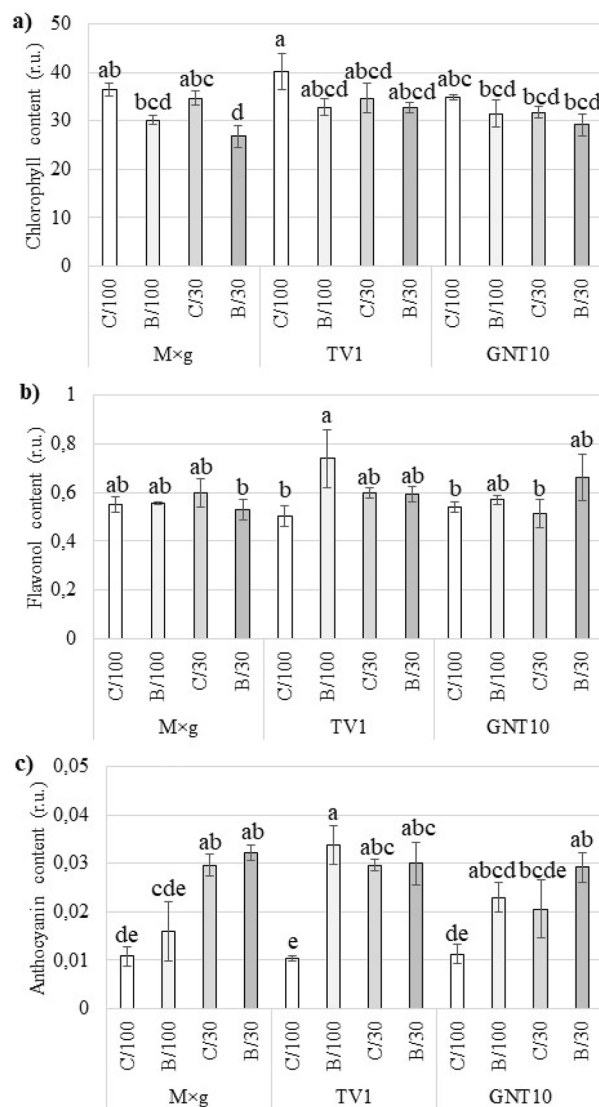 a)
Chlorophyll content (r.u.)
50
40
30
20
10
0
ab
bcd
abc
d
a
abcd
abcd
abcd
abc
bcd
bcd
bcd
C/100
B/100
C/30
B/30
C/100
B/100
C/30
B/30
C/100
B/100
C/30
B/30
M×g
TV1
GNT10
b)
Flavonol content (r.u.)
1
0,8
0,6
0,4
0,2
0
ab
ab
ab
b
b
a
ab
ab
b
ab
b
ab
C/100
B/100
C/30
B/30
C/100
B/100
C/30
B/30
C/100
B/100
C/30
B/30
M×g
TV1
GNT10
c)
Anthocyanin content (r.u.)
0,05
0,04
0,03
0,02
0,01
0
de
cde
ab
ab
e
a
abc
abc
de
abcd
bcde
ab
C/100
B/100
C/30
B/30
C/100
B/100
C/30
B/30
C/100
B/100
C/30
B/30
M×g
TV1
GNT10